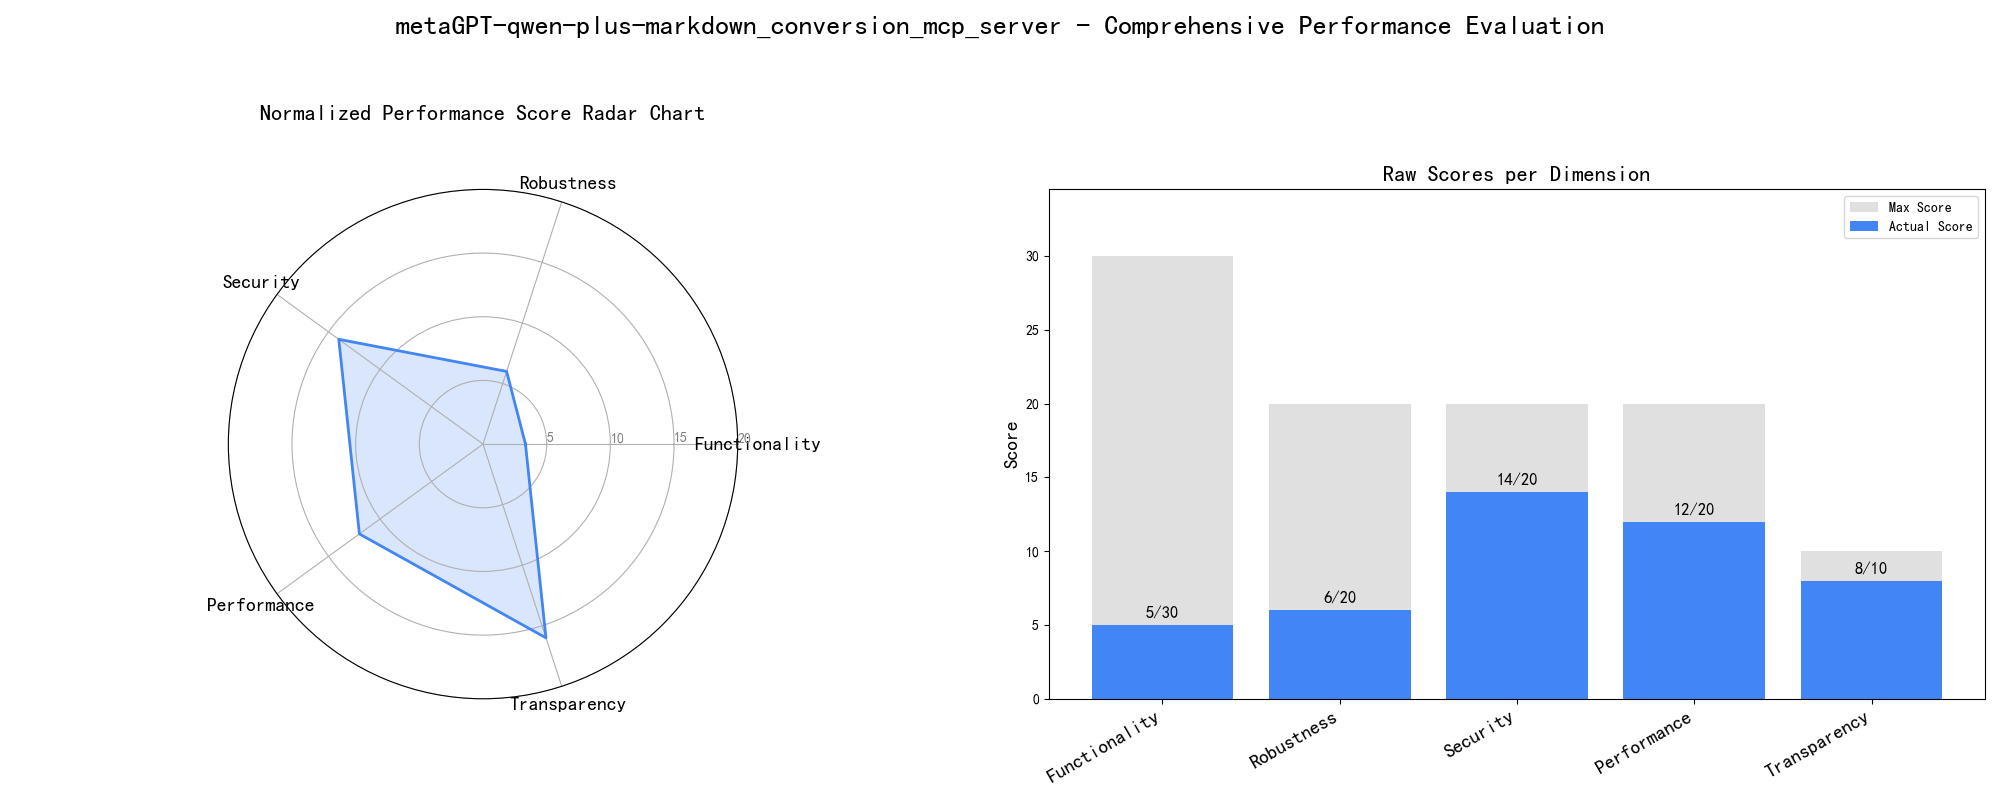 metaGPT-qwen-plus-markdown_conversion_mcp_server - Comprehensive Performance Evaluation
Normalized Performance Score Radar Chart
Robustness
Security
Functionality
Performance
Transparency
5
10
15
20
Raw Scores per Dimension
Max Score
Actual Score
Score
30
25
20
15
10
5
0
5/30
6/20
14/20
12/20
8/10
Functionality
Robustness
Security
Performance
Transparency